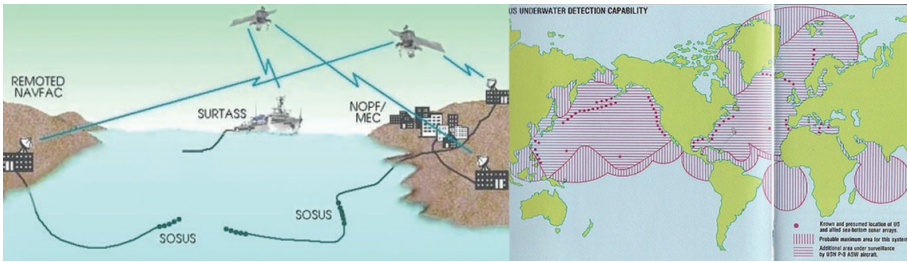 REMOTED
NAVFAC
SURTASS
NOPF/
MEC
SOSUS
SOSUS
US UNDERWATER DETECTION CAPABILITY
Known and presumed location of US
and allied sea-bottom sonar arrays.
Probable maximum area for this system
Additional area under surveillance
by USN P-3 ASW aircraft.